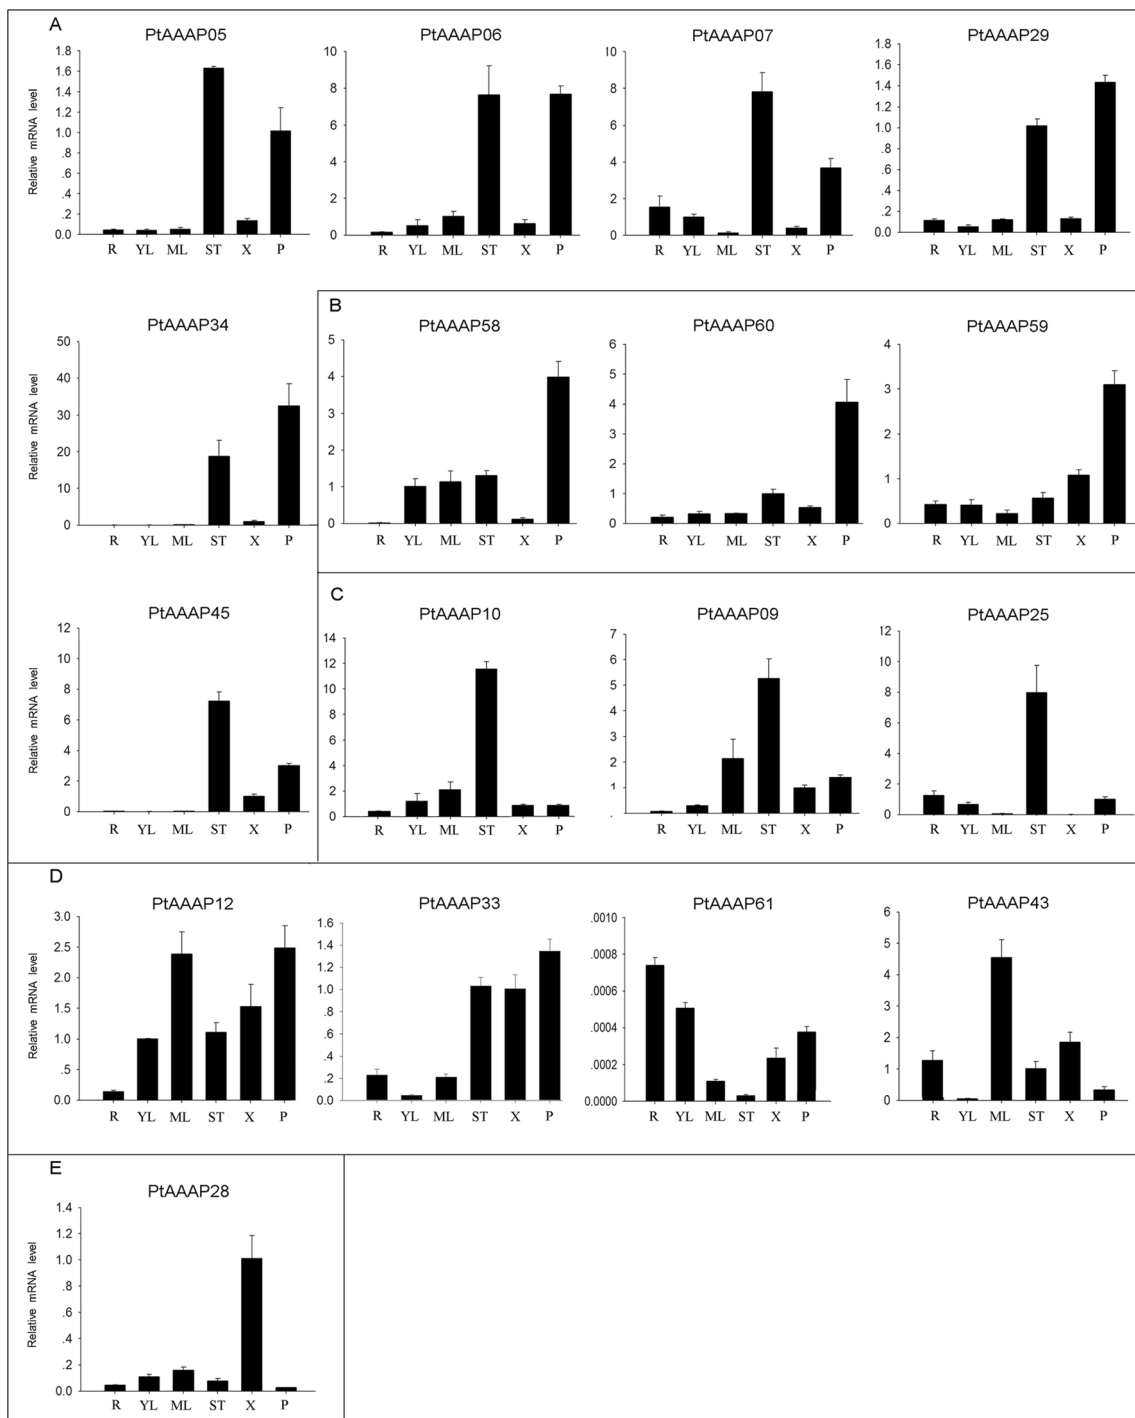 A
PtAAAP05
PtAAAP06
PtAAAP07
PtAAAP29
Relative mRNA level
1.8
1.6
1.4
1.2
1.0
.8
.6
.4
.2
0.0
R YL ML ST X P
10
8
6
4
2
0
R YL ML ST X P
10
8
6
4
2
0
R YL ML ST X P
1.8
1.6
1.4
1.2
1.0
.8
.6
.4
.2
0.0
R YL ML ST X P
PtAAAP34
Relative mRNA level
50
40
30
20
10
0
R YL ML ST X P
B
PtAAAP58
PtAAAP60
PtAAAP59
5
4
3
2
1
0
R YL ML ST X P
6
5
4
3
2
1
0
R YL ML ST X P
4
3
2
1
0
R YL ML ST X P
PtAAAP45
Relative mRNA level
12
10
8
6
4
2
0
R YL ML ST X P
C
PtAAAP10
PtAAAP09
PtAAAP25
14
12
10
8
6
4
2
0
R YL ML ST X P
7
6
5
4
3
2
1
.
R YL ML ST X P
12
10
8
6
4
2
0
R YL ML ST X P
D
PtAAAP12
PtAAAP33
PtAAAP61
PtAAAP43
Relative mRNA level
3.0
2.5
2.0
1.5
1.0
.5
0.0
R YL ML ST X P
1.6
1.4
1.2
1.0
.8
.6
.4
.2
0.0
R YL ML ST X P
.0010
.0008
.0006
.0004
.0002
0.0000
R YL ML ST X P
6
5
4
3
2
1
0
R YL ML ST X P
E
PtAAAP28
Relative mRNA level
1.4
1.2
1.0
.8
.6
.4
.2
0.0
R YL ML ST X P